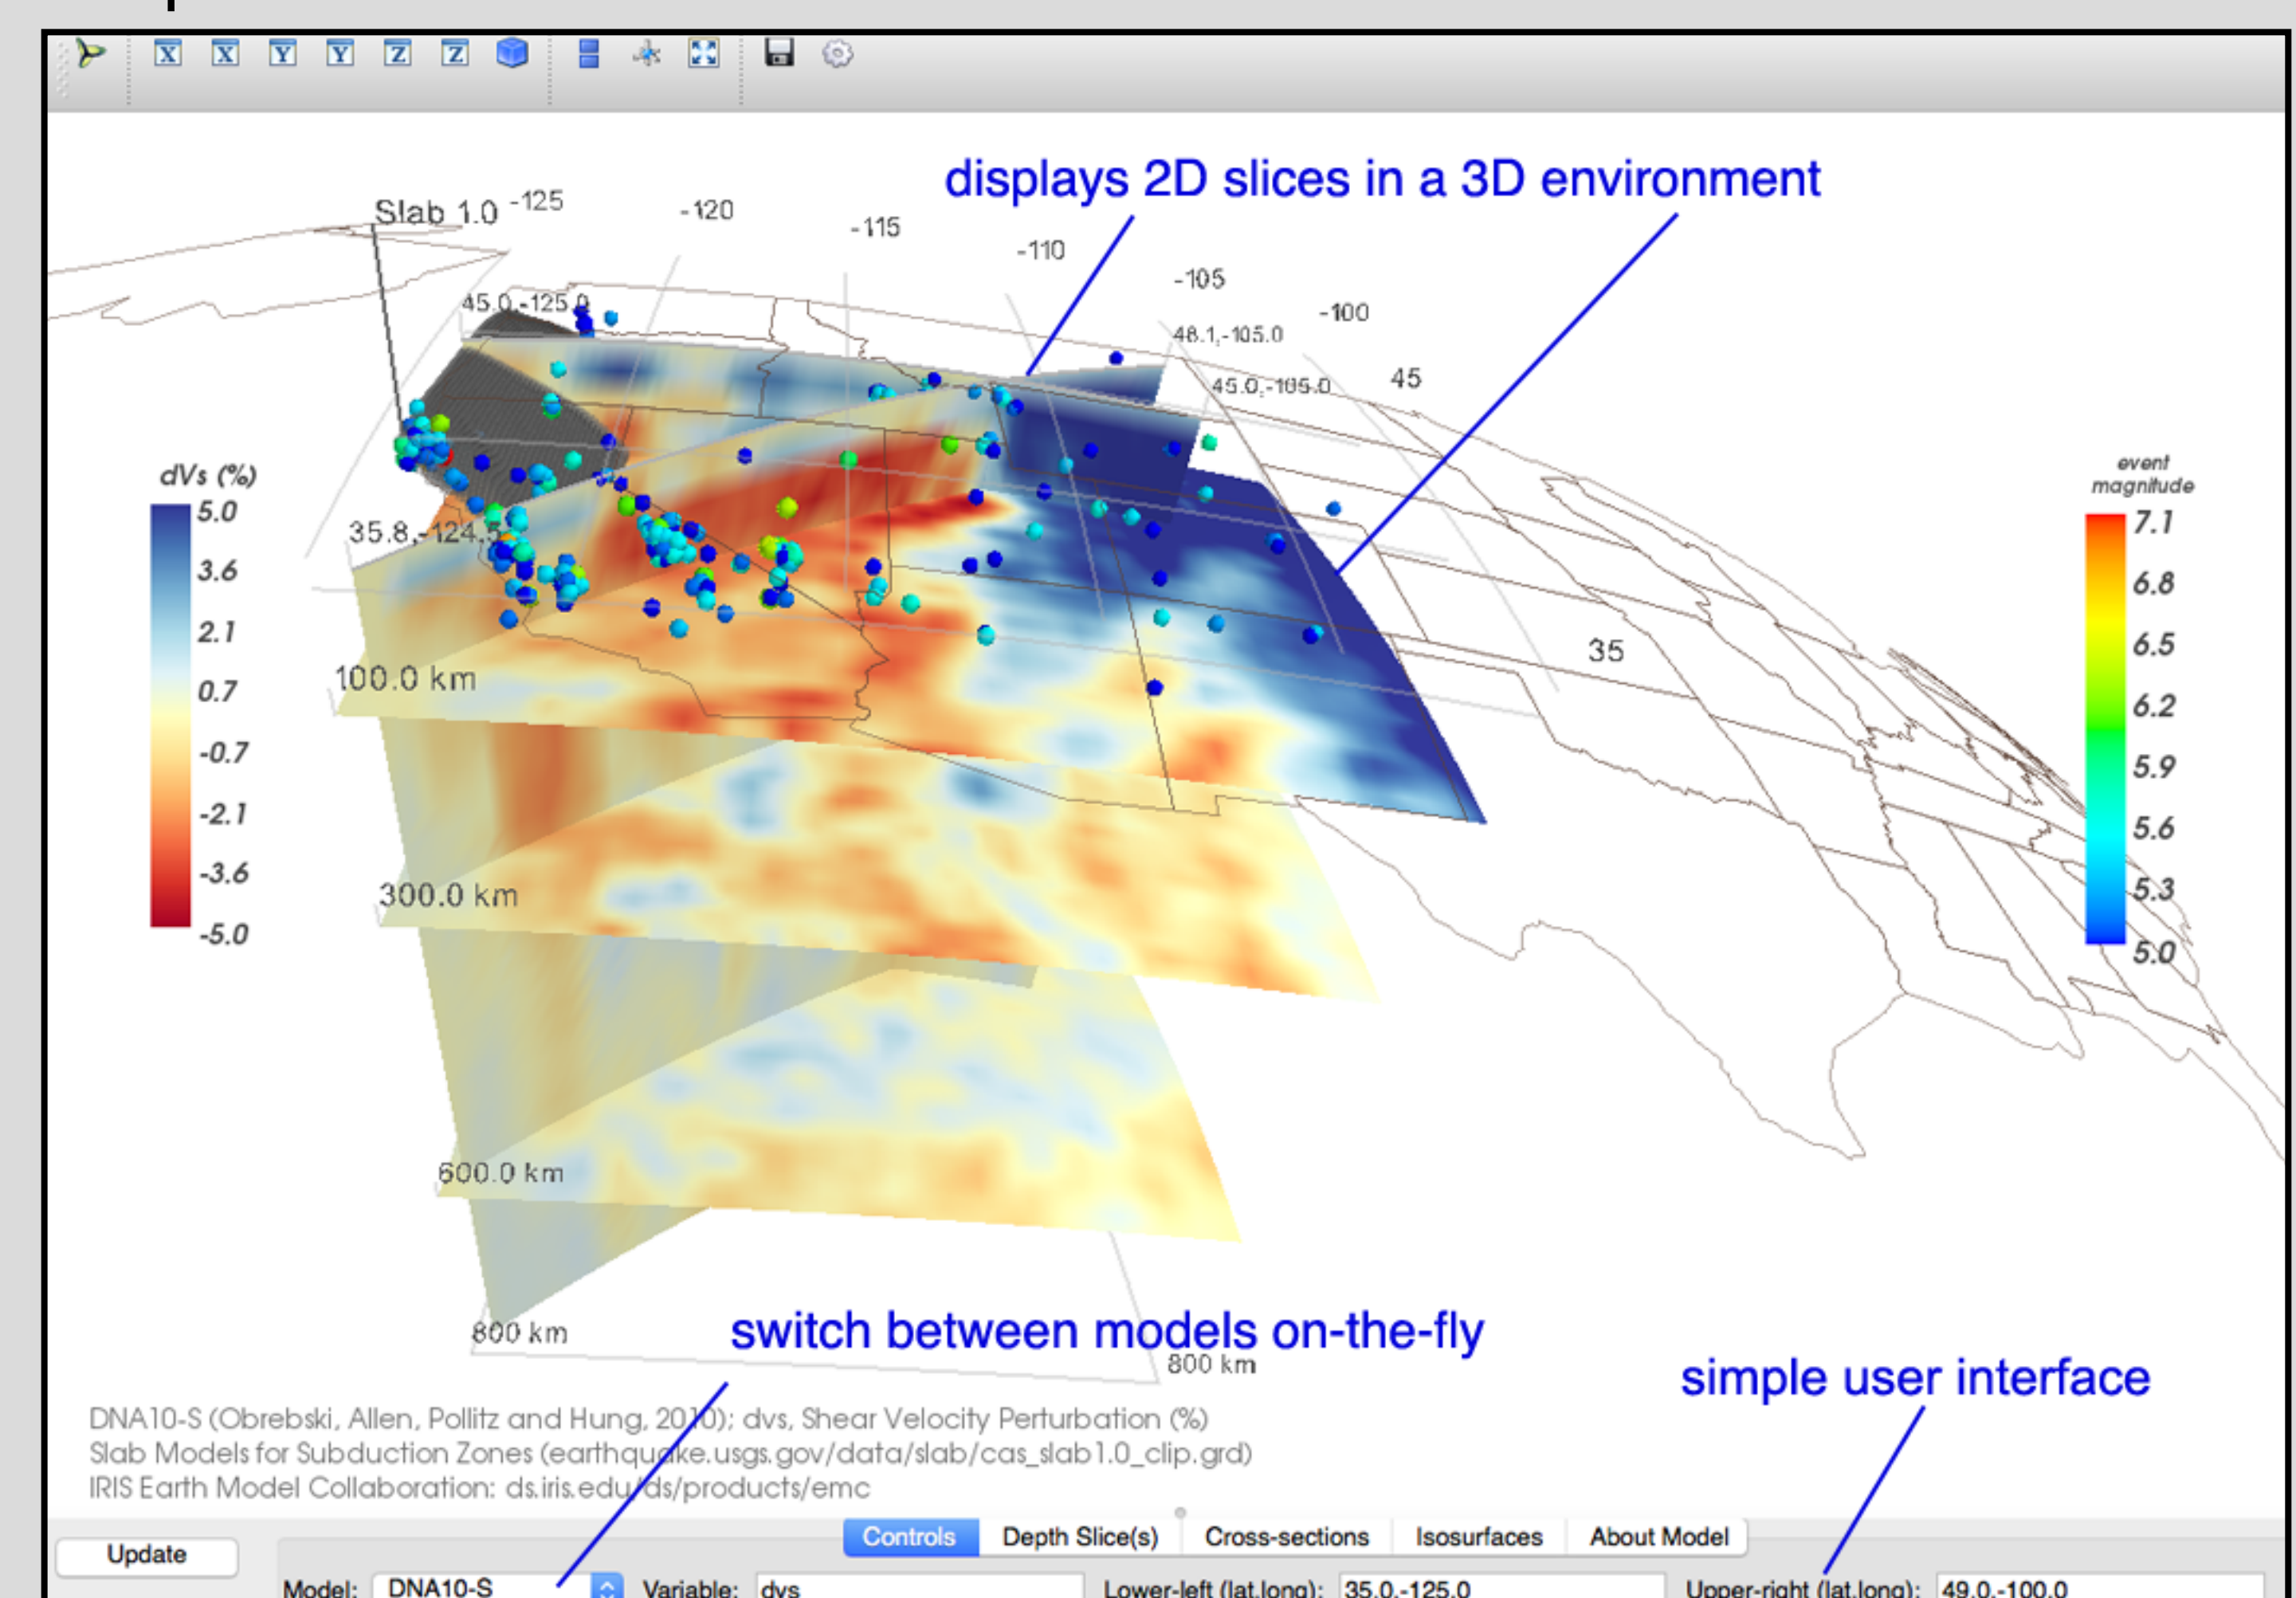 X X Y Y Z Z
displays 2D slices in a 3D environment
Slab 1.0
-125
-120
-115
-110
-105
-100
45.0,-125.0
48.1,-105.0
45.0,-105.0
45
35.8,-124.5
35
dVs (%)
5.0
3.6
2.1
0.7
-0.7
-2.1
-3.6
-5.0
event
magnitude
7.1
6.8
6.5
6.2
5.9
5.6
5.3
5.0
100.0 km
300.0 km
600.0 km
800 km
800 km
switch between models on-the-fly
simple user interface
DNA10-S (Obrebski, Allen, Pollitz and Hung, 2010); dvs, Shear Velocity Perturbation (%)
Slab Models for Subduction Zones (earthquake.usgs.gov/data/slab/cas_slab1.0_clip.grd)
IRIS Earth Model Collaboration: ds.iris.edu/ds/products/emc
Controls Depth Slice(s) Cross-sections Isosurfaces About Model
Update
Model: DNA10-S Variable: dvs Lower-left (lat,long): 35.0,-125.0 Upper-right (lat,long): 49.0,-100.0